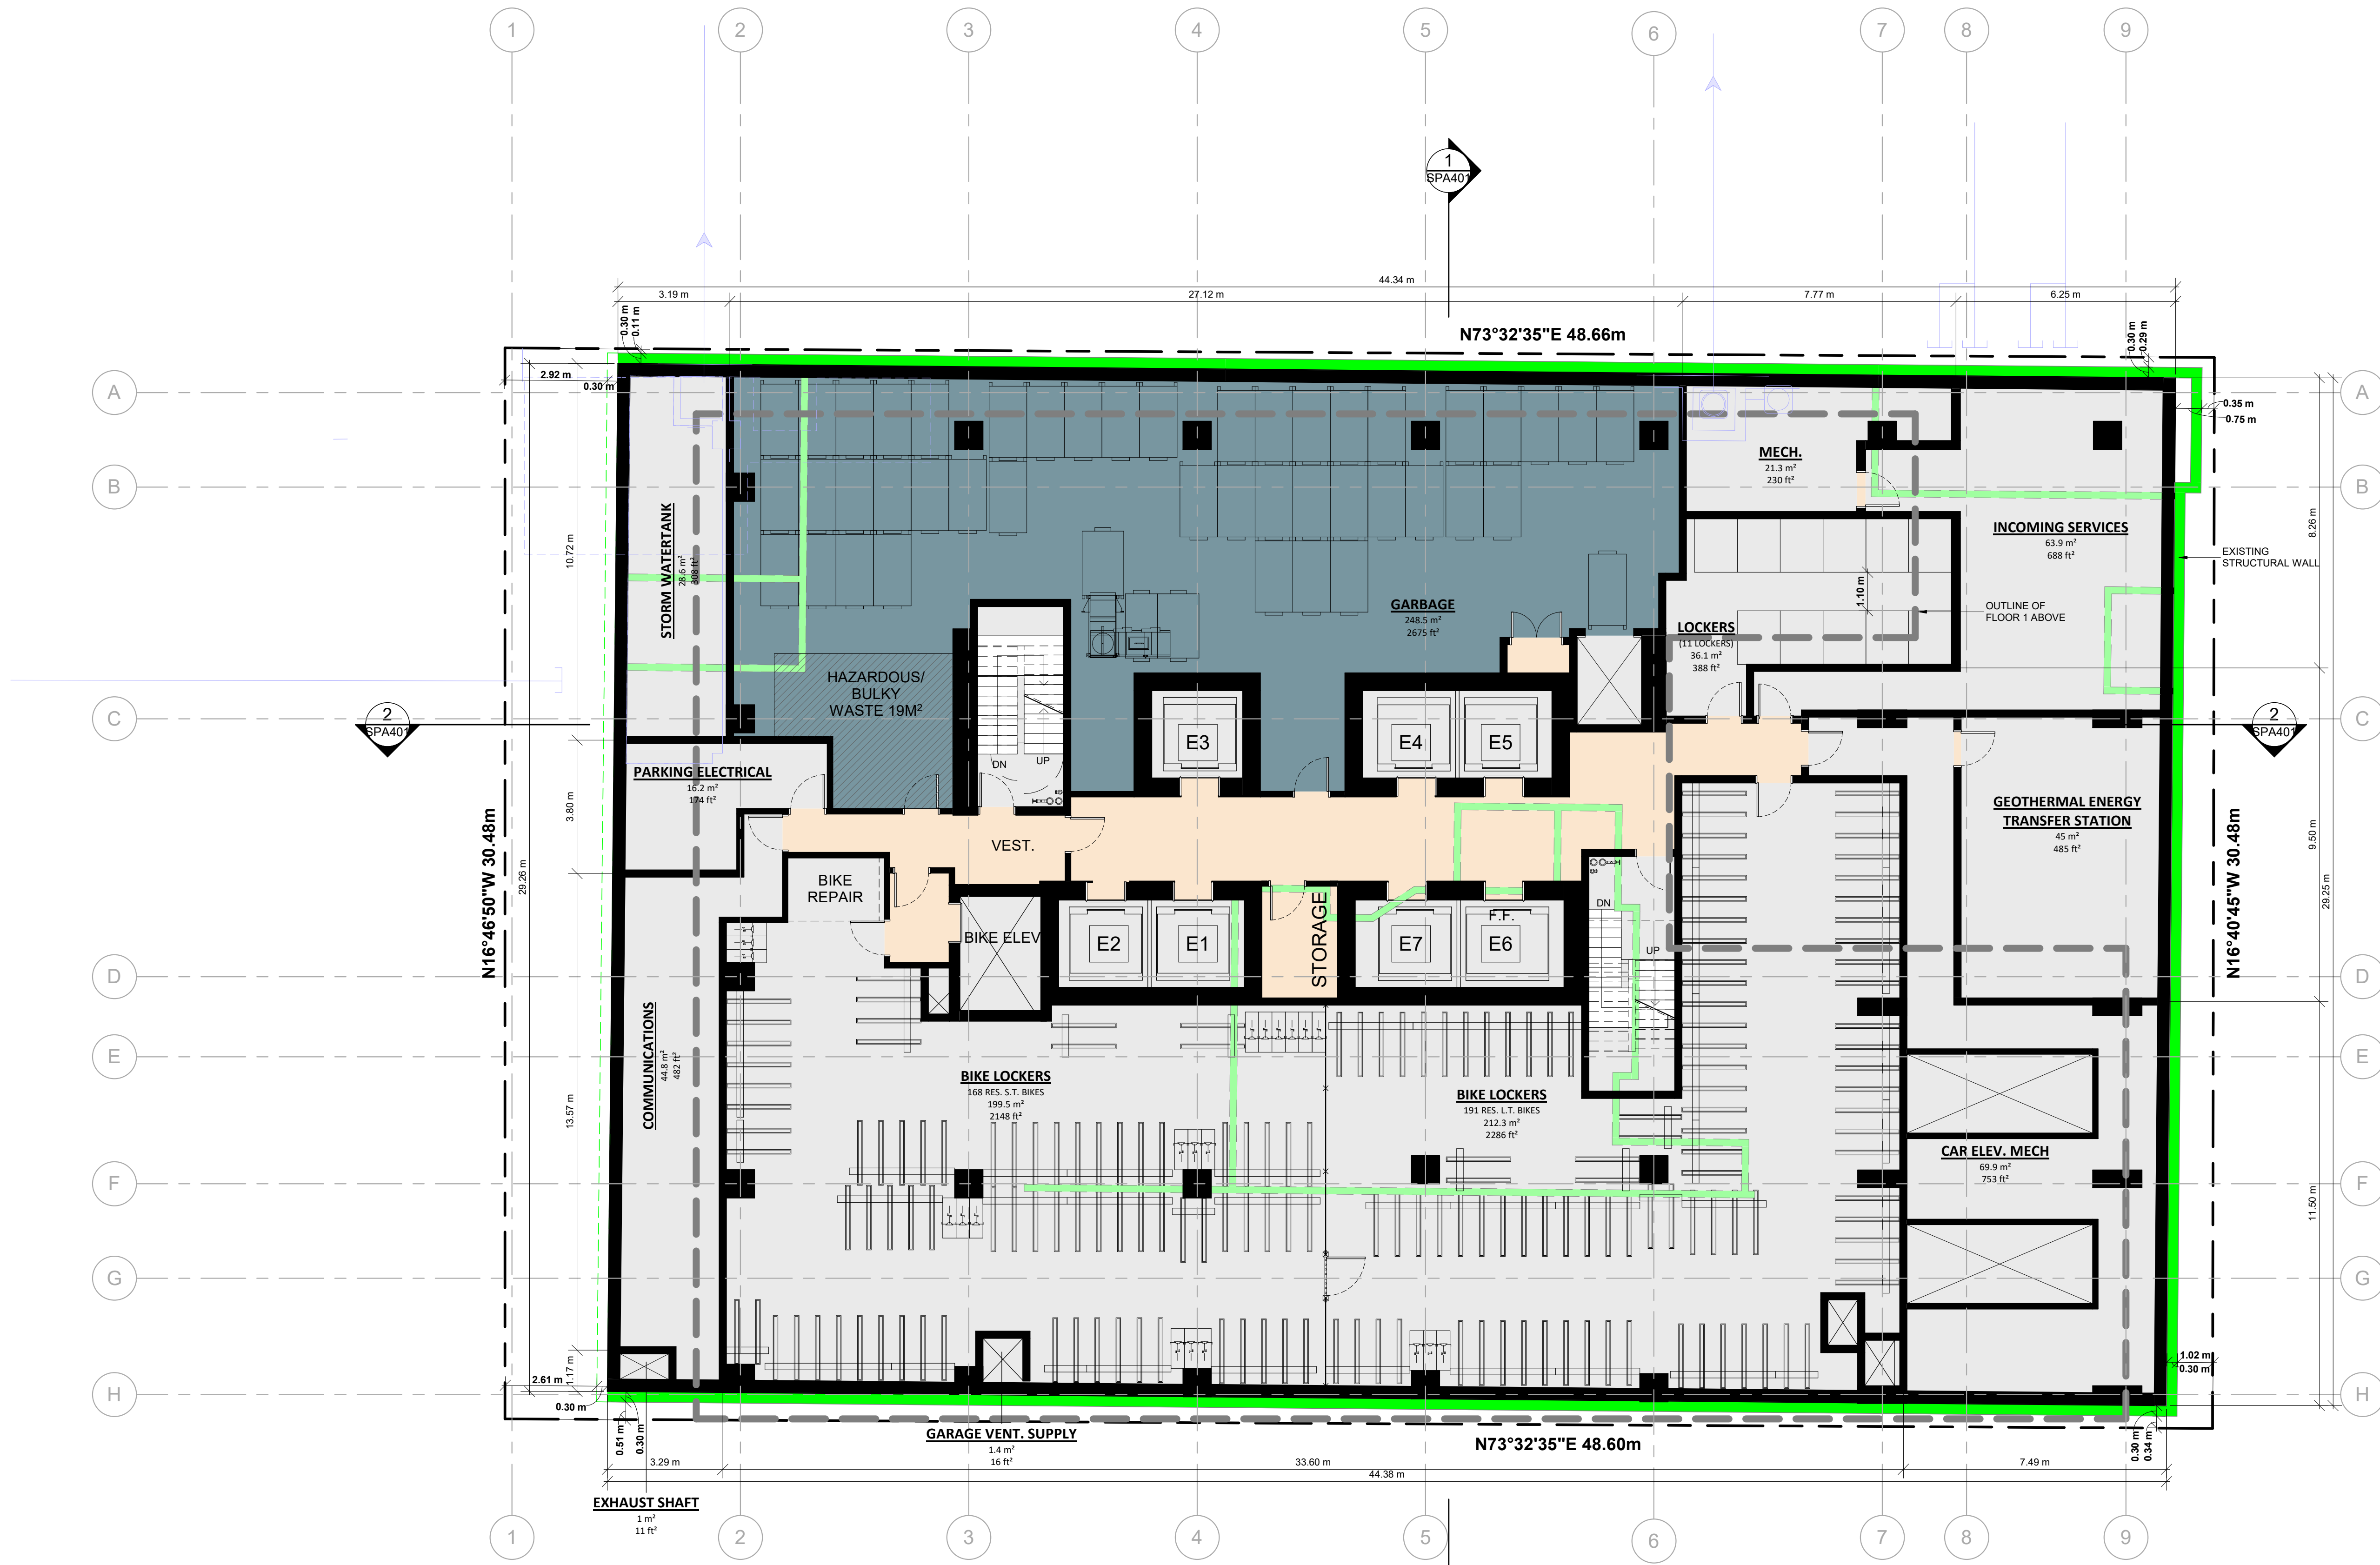 1
2
3
4
5
6
7
8
9
1
SPA401
44.34 m
3.19 m
27.12 m
7.77 m
6.25 m
N73°32'35"E 48.66m
0.30 m
0.11 m
0.30 m
0.29 m
2.92 m
0.30 m
A
A
0.35 m
0.75 m
MECH.
21.3 m²
230 ft²
B
B
STORM WATERTANK
28.6 m²
308 ft²
10.72 m
8.26 m
INCOMING SERVICES
63.9 m²
688 ft²
EXISTING
STRUCTURAL WALL
1.10 m
GARBAGE
248.5 m²
2675 ft²
OUTLINE OF
FLOOR 1 ABOVE
LOCKERS
(11 LOCKERS)
36.1 m²
388 ft²
HAZARDOUS/
BULKY
WASTE 19M²
C
2
SPA401
2
SPA401
C
E3
E4
E5
DN
UP
PARKING ELECTRICAL
16.2 m²
174 ft²
3.80 m
GEOTHERMAL ENERGY
TRANSFER STATION
45 m²
485 ft²
9.50 m
N16°46'50"W 30.48m
29.26 m
VEST.
29.25 m
N16°40'45"W 30.48m
BIKE
REPAIR
BIKE ELEV
E2
E1
STORAGE
E7
F.F.
E6
DN
UP
D
D
COMMUNICATIONS
44.8 m²
482 ft²
E
E
BIKE LOCKERS
168 RES. S.T. BIKES
199.5 m²
2148 ft²
BIKE LOCKERS
191 RES. L.T. BIKES
212.3 m²
2286 ft²
13.57 m
CAR ELEV. MECH
69.9 m²
753 ft²
11.50 m
F
F
G
G
1.17 m
2.61 m
1.02 m
0.30 m
H
H
0.30 m
0.51 m
0.30 m
0.30 m
0.34 m
GARAGE VENT. SUPPLY
1.4 m²
16 ft²
N73°32'35"E 48.60m
3.29 m
33.60 m
7.49 m
44.38 m
EXHAUST SHAFT
1 m²
11 ft²
1
2
3
4
5
6
7
8
9